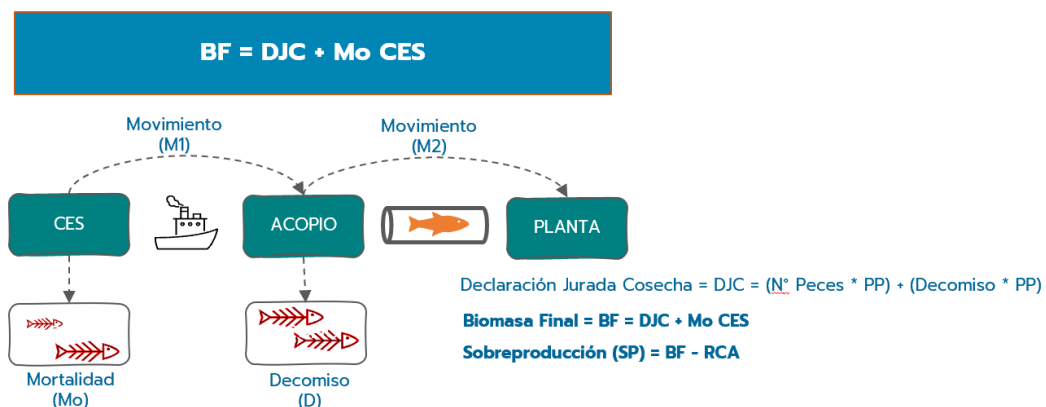 BF = DJC + Mo CES
Movimiento
(M1)
Movimiento
(M2)
CES
ACOPIO
PLANTA
Declaración Jurada Cosecha = DJC = (N° Peces * PP) + (Decomiso * PP)
Biomasa Final = BF = DJC + Mo CES
Sobreproducción (SP) = BF - RCA
Mortalidad
(Mo)
Decomiso
(D)